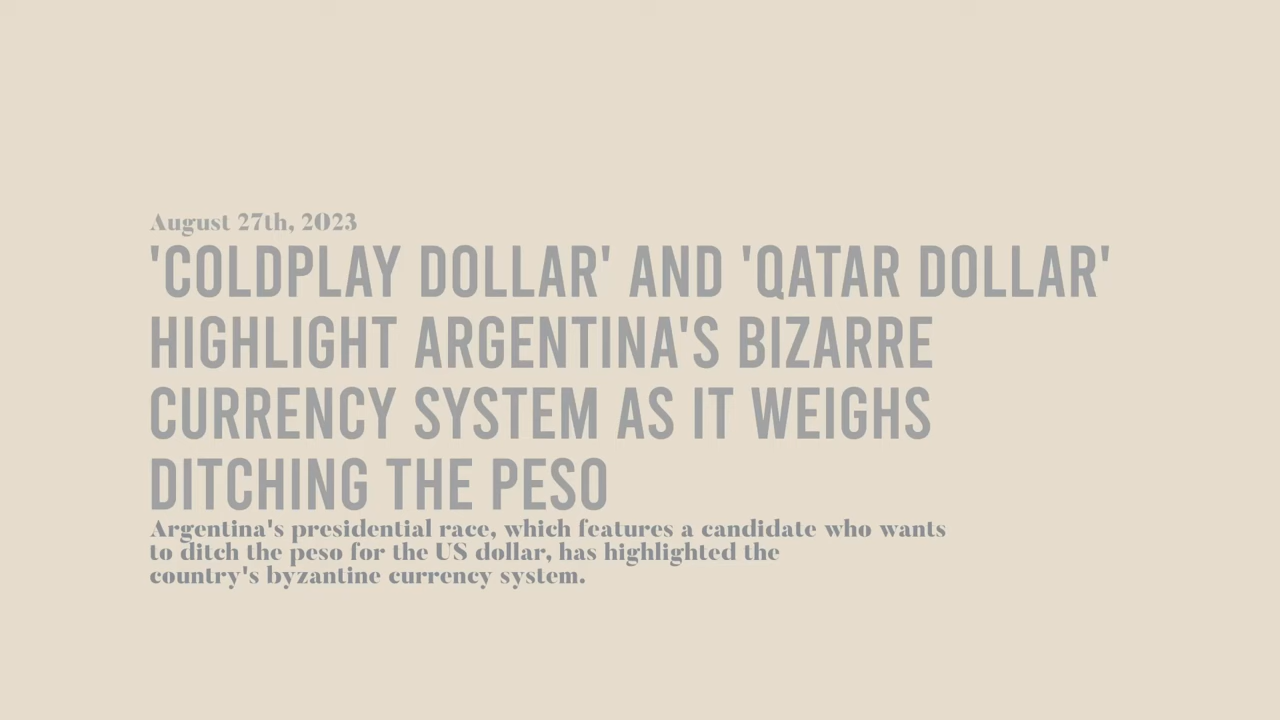 August 27th, 2023
'COLDPLAY DOLLAR' AND 'QATAR DOLLAR'
HIGHLIGHT ARGENTINA'S BIZARRE
CURRENCY SYSTEM AS IT WEIGHS
DITCHING THE PESO
Argentina's presidential race, which features a candidate who wants
to ditch the peso for the US dollar, has highlighted the
country's byzantine currency system.